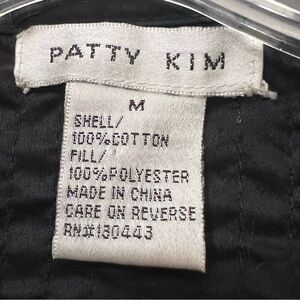 PATTY KIM
M
SHELL/
100%COTTON
FILL/
100%POLYESTER
MADE IN CHINA
CARE ON REVERSE
RN#130443